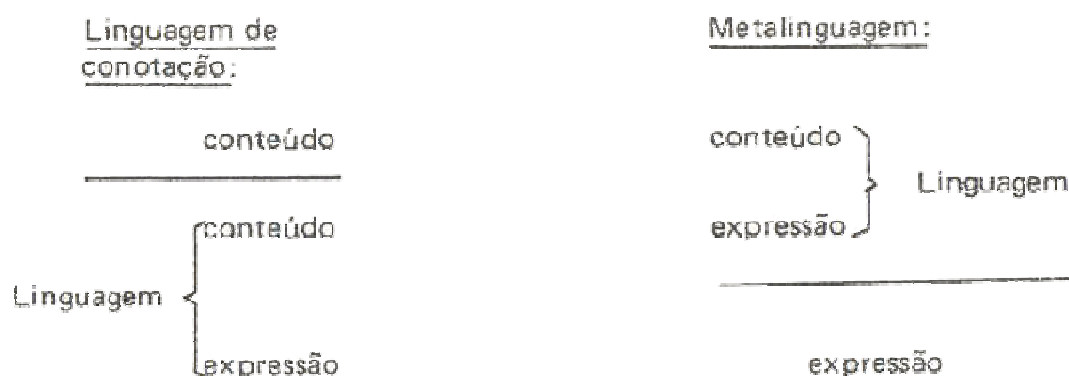 Linguagem de
conotação:
conteúdo
conteúdo
Linguagem
expressão
Metalinguagem:
conteúdo
Linguagem
expressão
expressão